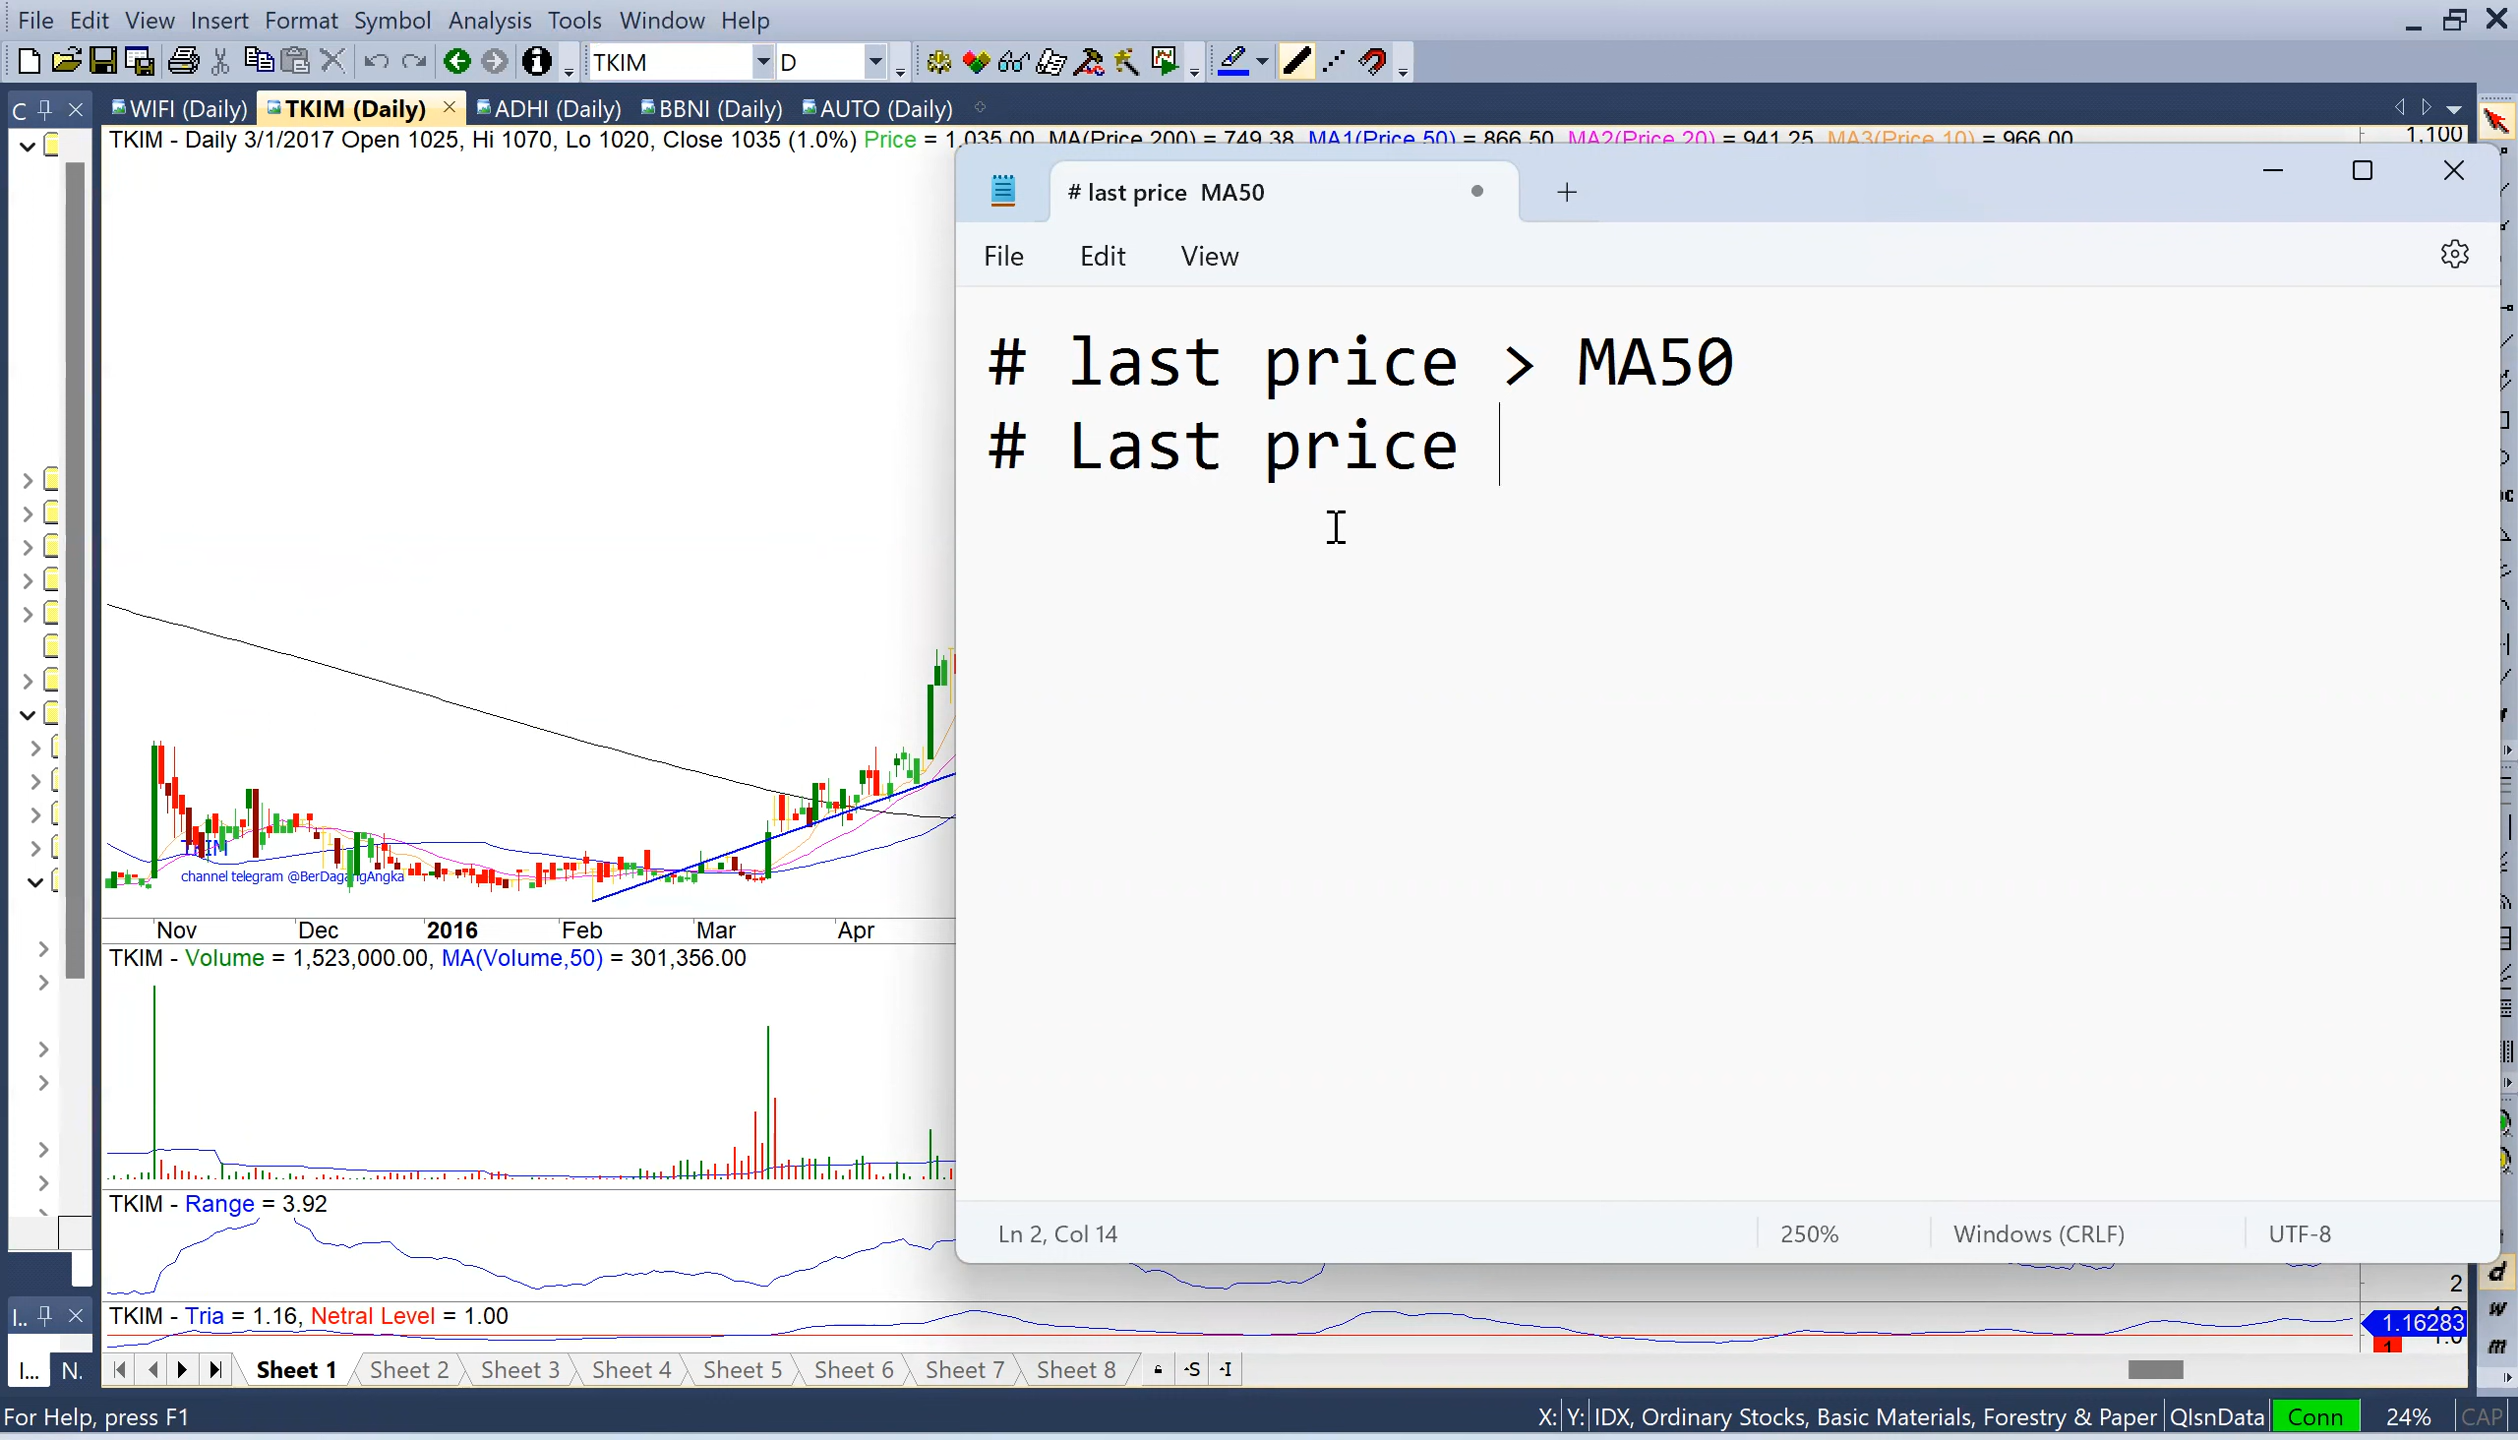 File Edit View Insert Format Symbol Analysis Tools Window Help
TKIM D
C WIFI (Daily) TKIM (Daily) ADHI (Daily) BBNI (Daily) AUTO (Daily)
TKIM - Daily 3/1/2017 Open 1025, Hi 1070, Lo 1020, Close 1035 (1.0%) Price = 1,035.00 MA(Price,200) = 749.38, MA1(Price,50) = 866.50, MA2(Price,20) = 941.25, MA3(Price,10) = 966.00
1,100
# last price MA50
File Edit View
# last price > MA50
# Last price
TKIM
channel telegram @BerDagangAngka
Nov Dec 2016 Feb Mar Apr
TKIM - Volume = 1,523,000.00, MA(Volume,50) = 301,356.00
TKIM - Range = 3.92
Ln 2, Col 14 250% Windows (CRLF) UTF-8
2
TKIM - Tria = 1.16, Netral Level = 1.00
1.16283
1
I... N.
Sheet 1 Sheet 2 Sheet 3 Sheet 4 Sheet 5 Sheet 6 Sheet 7 Sheet 8 -S -I
d
w
m
For Help, press F1 X: Y: IDX, Ordinary Stocks, Basic Materials, Forestry & Paper QlsnData Conn 24% CAP